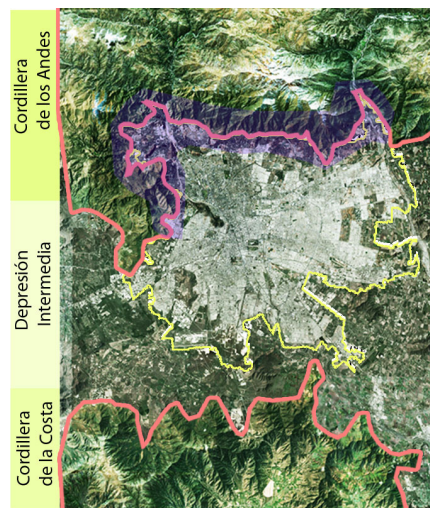 Cordillera
de los Andes
Depresión
Intermedia
Cordillera
de la Costa